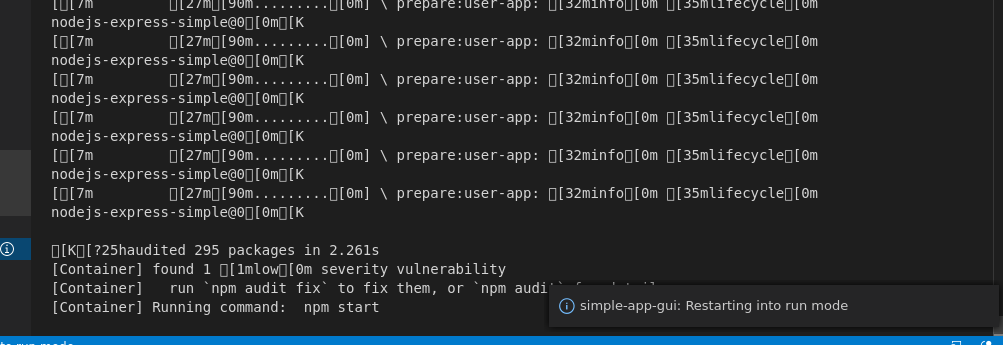 [▯[7m         ▯[27m▯[90m.........▯[0m] \ prepare:user-app: ▯[32minfo▯[0m ▯[35mlifecycle▯[0m
nodejs-express-simple@0▯[0m▯[K
[▯[7m         ▯[27m▯[90m.........▯[0m] \ prepare:user-app: ▯[32minfo▯[0m ▯[35mlifecycle▯[0m
nodejs-express-simple@0▯[0m▯[K
[▯[7m         ▯[27m▯[90m.........▯[0m] \ prepare:user-app: ▯[32minfo▯[0m ▯[35mlifecycle▯[0m
nodejs-express-simple@0▯[0m▯[K
[▯[7m         ▯[27m▯[90m.........▯[0m] \ prepare:user-app: ▯[32minfo▯[0m ▯[35mlifecycle▯[0m
nodejs-express-simple@0▯[0m▯[K
[▯[7m         ▯[27m▯[90m.........▯[0m] \ prepare:user-app: ▯[32minfo▯[0m ▯[35mlifecycle▯[0m
nodejs-express-simple@0▯[0m▯[K
[▯[7m         ▯[27m▯[90m.........▯[0m] \ prepare:user-app: ▯[32minfo▯[0m ▯[35mlifecycle▯[0m
nodejs-express-simple@0▯[0m▯[K
▯[K▯[?25haudited 295 packages in 2.261s
[Container] found 1 ▯[1mlow▯[0m severity vulnerability
[Container]   run `npm audit fix` to fix them, or `npm audit`
[Container] Running command:  npm start
simple-app-gui: Restarting into run mode